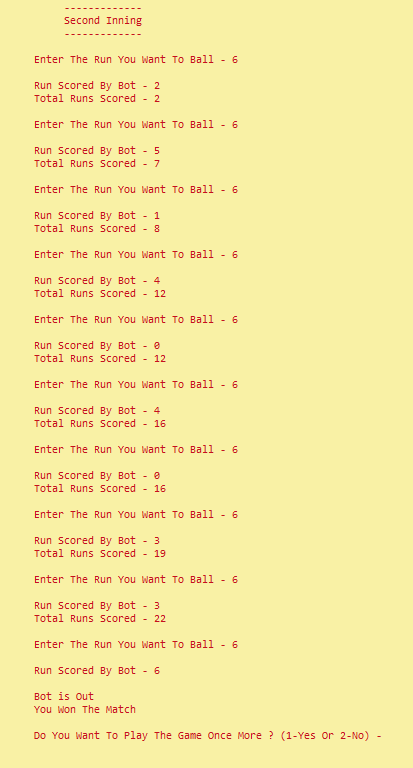 -------------
Second Inning
-------------
Enter The Run You Want To Ball - 6
Run Scored By Bot - 2
Total Runs Scored - 2
Enter The Run You Want To Ball - 6
Run Scored By Bot - 5
Total Runs Scored - 7
Enter The Run You Want To Ball - 6
Run Scored By Bot - 1
Total Runs Scored - 8
Enter The Run You Want To Ball - 6
Run Scored By Bot - 4
Total Runs Scored - 12
Enter The Run You Want To Ball - 6
Run Scored By Bot - 0
Total Runs Scored - 12
Enter The Run You Want To Ball - 6
Run Scored By Bot - 4
Total Runs Scored - 16
Enter The Run You Want To Ball - 6
Run Scored By Bot - 0
Total Runs Scored - 16
Enter The Run You Want To Ball - 6
Run Scored By Bot - 3
Total Runs Scored - 19
Enter The Run You Want To Ball - 6
Run Scored By Bot - 3
Total Runs Scored - 22
Enter The Run You Want To Ball - 6
Run Scored By Bot - 6
Bot is Out
You Won The Match
Do You Want To Play The Game Once More ? (1-Yes Or 2-No) -